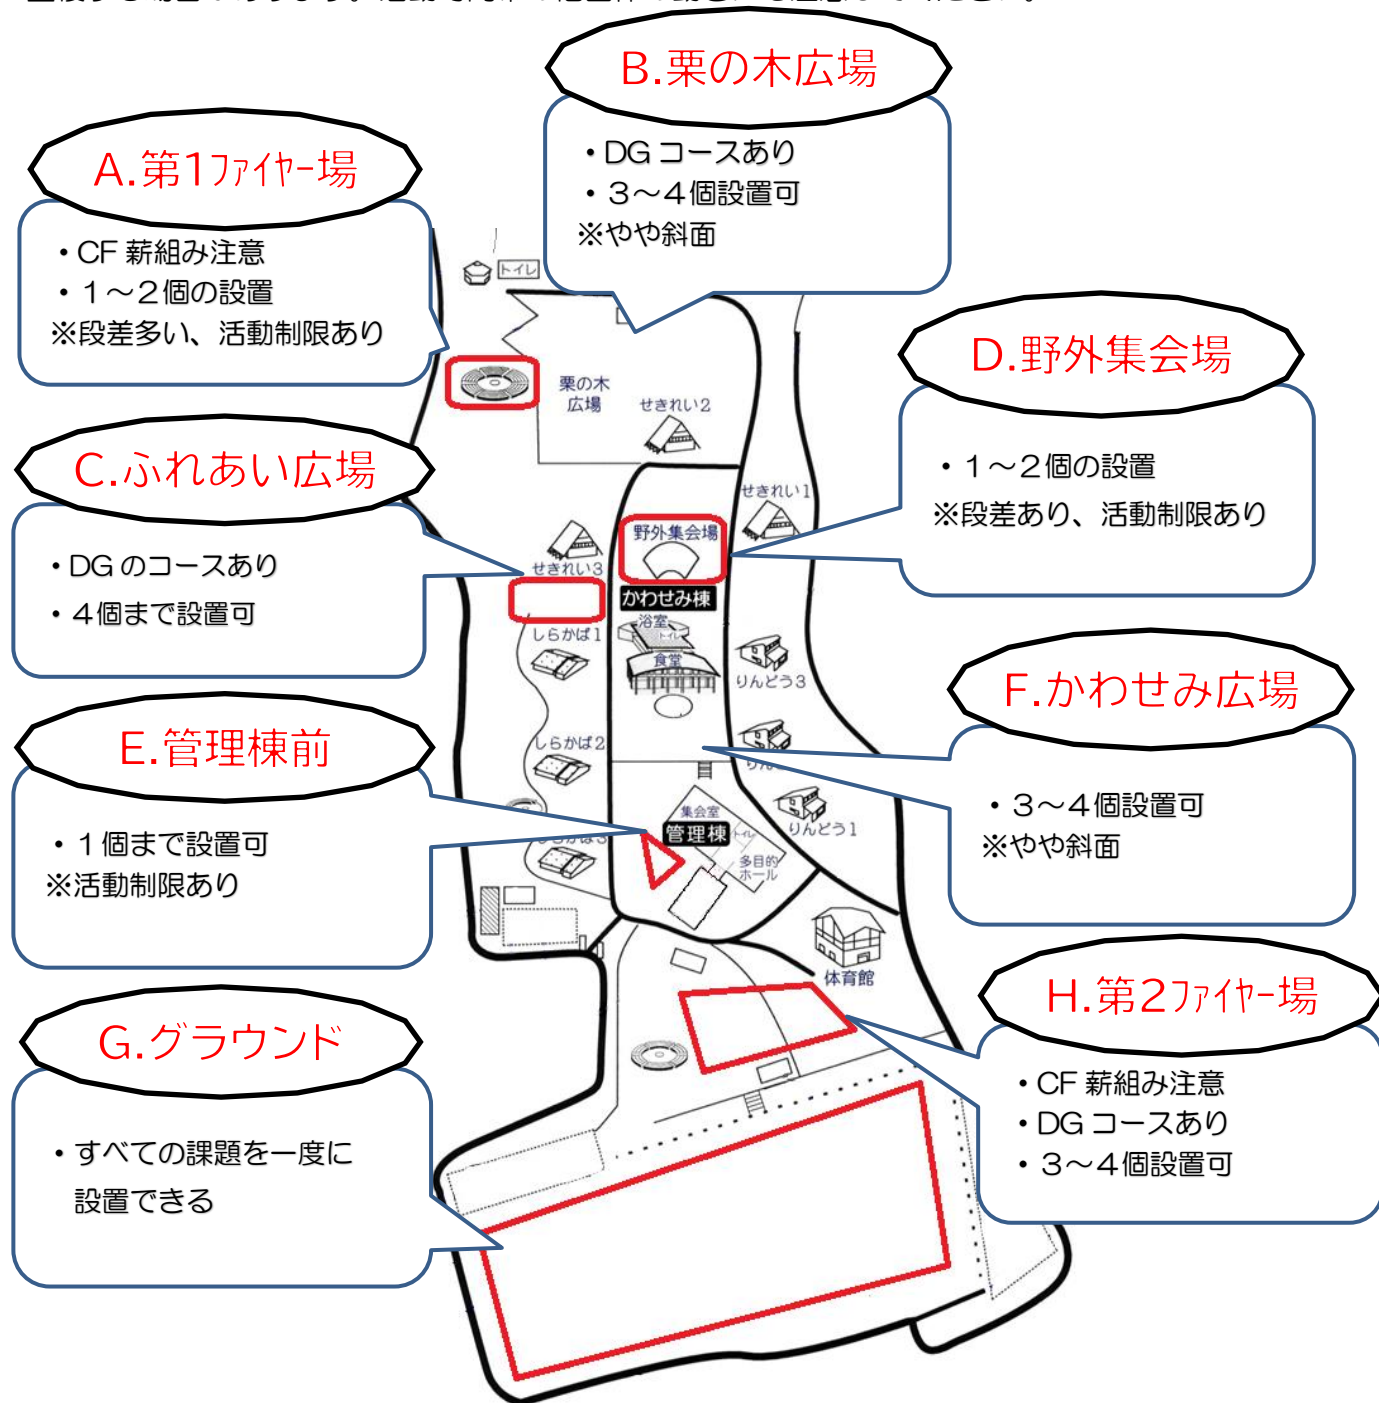 B.栗の木広場
・DG コースあり
・3～4個設置可
※やや斜面
A.第1ファイヤー場
・CF 薪組み注意
・1～2個の設置
※段差多い、活動制限あり
トイレ
D.野外集会場
・1～2個の設置
※段差あり、活動制限あり
栗の木
広場
せきれい2
C.ふれあい広場
・DG のコースあり
・4個まで設置可
せきれい1
野外集会場
せきれい3
かわせみ棟
浴室
トイレ
食堂
しらかば1
りんどう3
F.かわせみ広場
・3～4個設置可
※やや斜面
E.管理棟前
・1個まで設置可
※活動制限あり
しらかば2
集会室
管理棟
トイレ
多目的
ホール
りんどう1
体育館
H.第2ファイヤー場
・CF 薪組み注意
・DG コースあり
・3～4個設置可
G.グラウンド
・すべての課題を一度に
設置できる